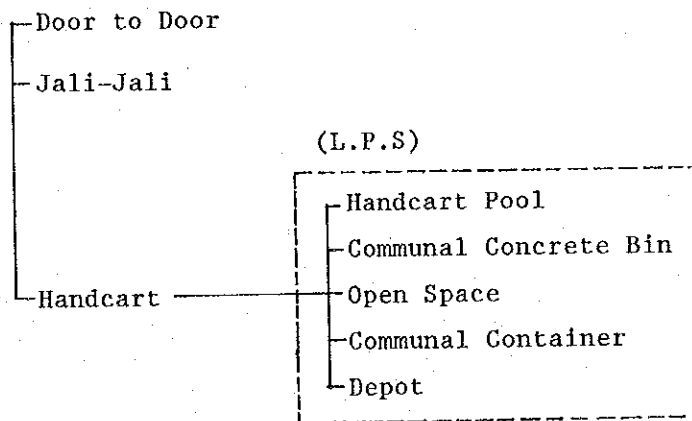 Door to Door
Jali-Jali
(L.P.S)
Handcart Pool
Communal Concrete Bin
Handcart
Open Space
Communal Container
Depot